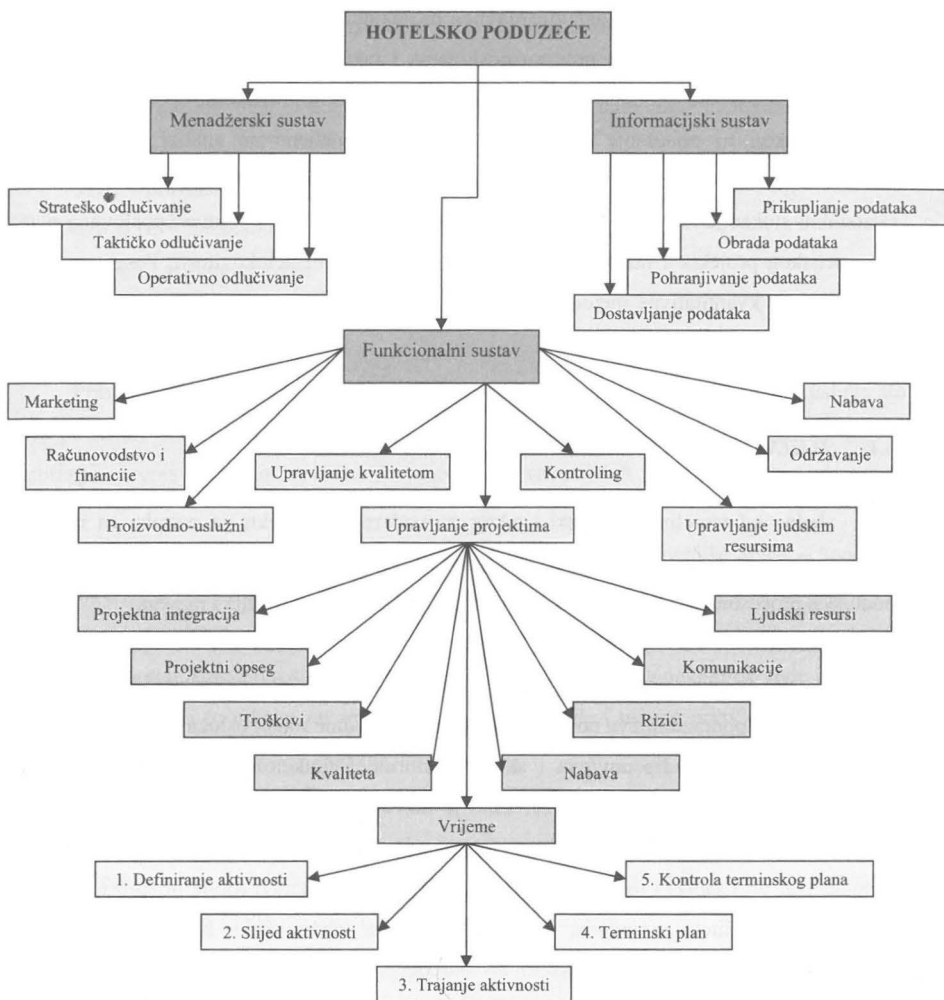 HOTELSKO PODUZEĆE
Menadžerski sustav
Informacijski sustav
Strateško odlučivanje
Taktičko odlučivanje
Operativno odlučivanje
Prikupljanje podataka
Obrada podataka
Pohranjivanje podataka
Dostavljanje podataka
Funkcionalni sustav
Marketing
Nabava
Računovodstvo i
financije
Upravljanje kvalitetom
Kontroling
Održavanje
Proizvodno-uslužni
Upravljanje projektima
Upravljanje ljudskim
resursima
Projektna integracija
Ljudski resursi
Projektni opseg
Komunikacije
Troškovi
Rizici
Kvaliteta
Nabava
Vrijeme
1. Definiranje aktivnosti
5. Kontrola terminskog plana
2. Slijed aktivnosti
4. Terminski plan
3. Trajanje aktivnosti